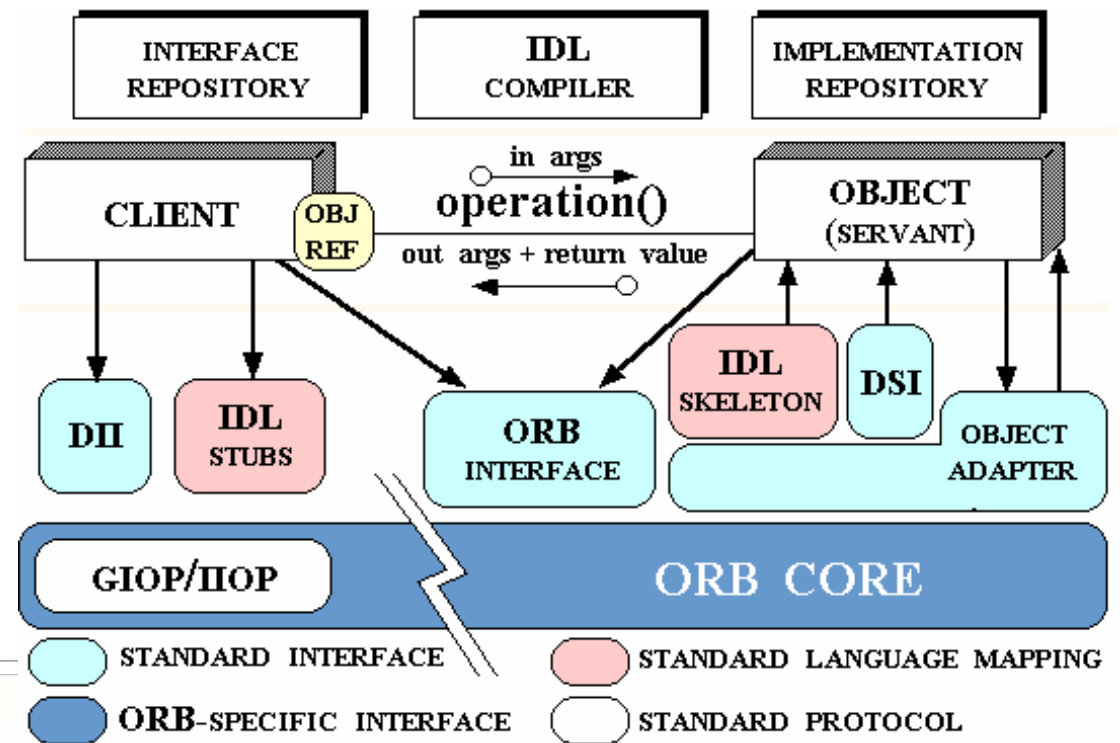 INTERFACE
REPOSITORY
IDL
COMPILER
IMPLEMENTATION
REPOSITORY
CLIENT
OBJ
REF
in args
operation()
out args + return value
OBJECT
(SERVANT)
DII
IDL
STUBS
ORB
INTERFACE
IDL
SKELETON
DSI
OBJECT
ADAPTER
GIOP/IIOP
ORB CORE
STANDARD INTERFACE
STANDARD LANGUAGE MAPPING
ORB-SPECIFIC INTERFACE
STANDARD PROTOCOL